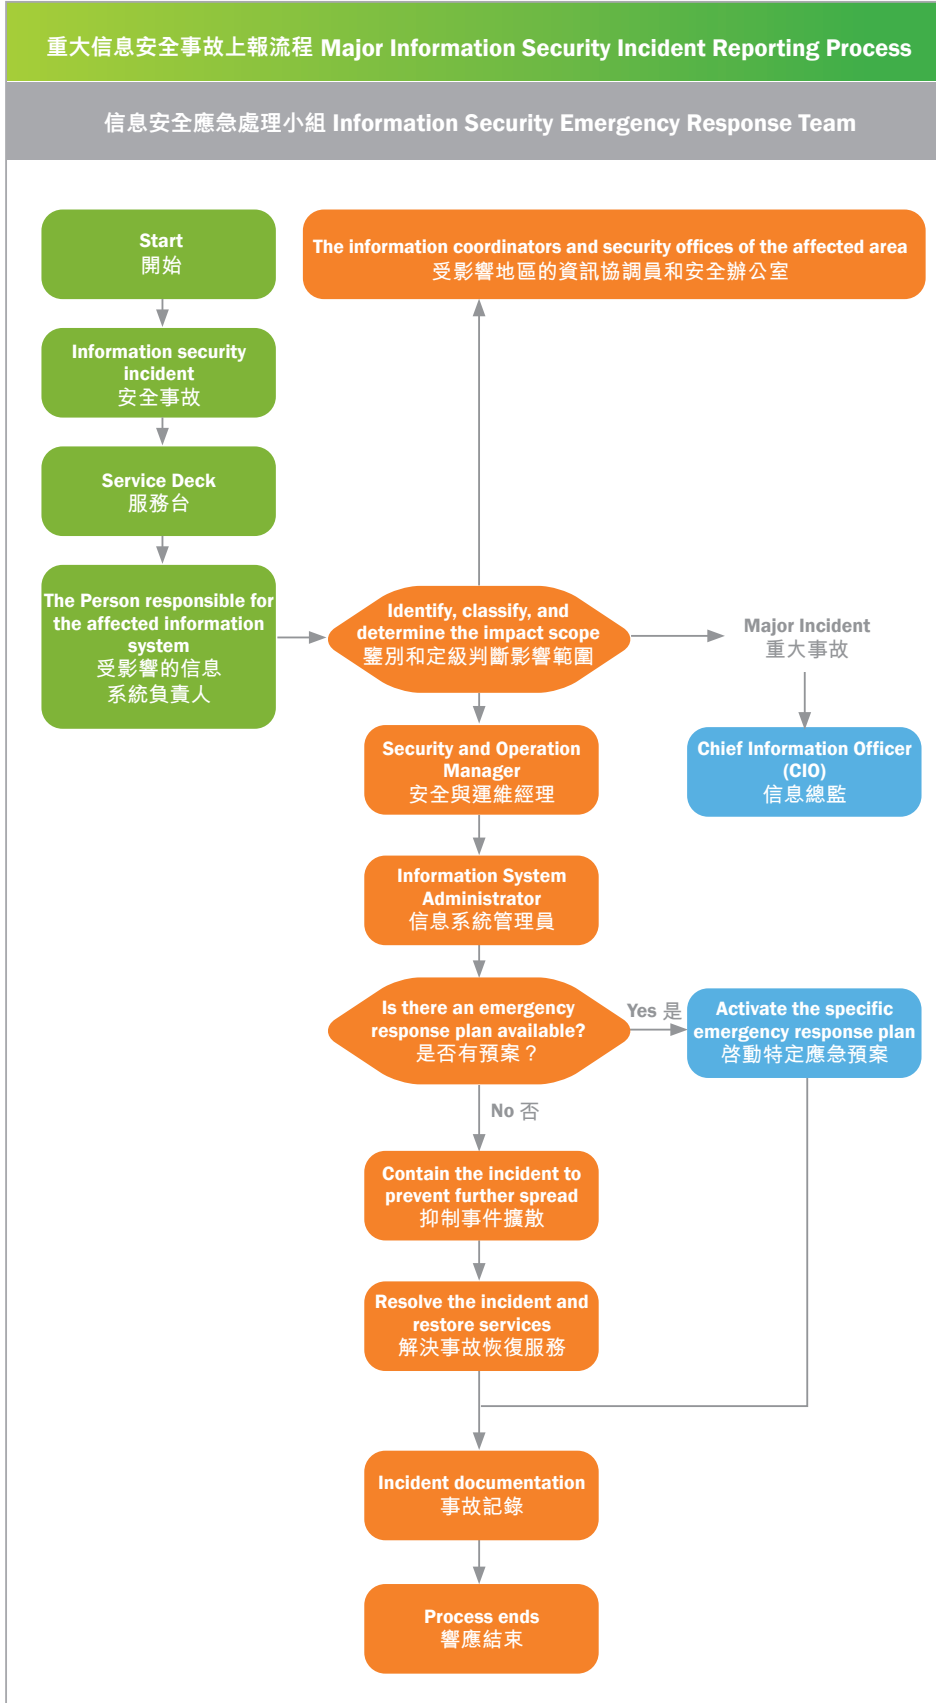 重大信息安全事故上報流程 Major Information Security Incident Reporting Process
信息安全應急處理小組 Information Security Emergency Response Team
Start
開始
The information coordinators and security offices of the affected area
受影響地區的資訊協調員和安全辦公室
Information security
incident
安全事故
Service Deck
服務台
The Person responsible for
the affected information
system
受影響的信息
系統負責人
Identify, classify, and
determine the impact scope
鑒別和定級判斷影響範圍
Major Incident
重大事故
Security and Operation
Manager
安全與運維經理
Chief Information Officer
(CIO)
信息總監
Information System
Administrator
信息系統管理員
Is there an emergency
response plan available?
是否有預案？
Yes 是
Activate the specific
emergency response plan
啓動特定應急預案
No 否
Contain the incident to
prevent further spread
抑制事件擴散
Resolve the incident and
restore services
解決事故恢復服務
Incident documentation
事故記錄
Process ends
響應結束